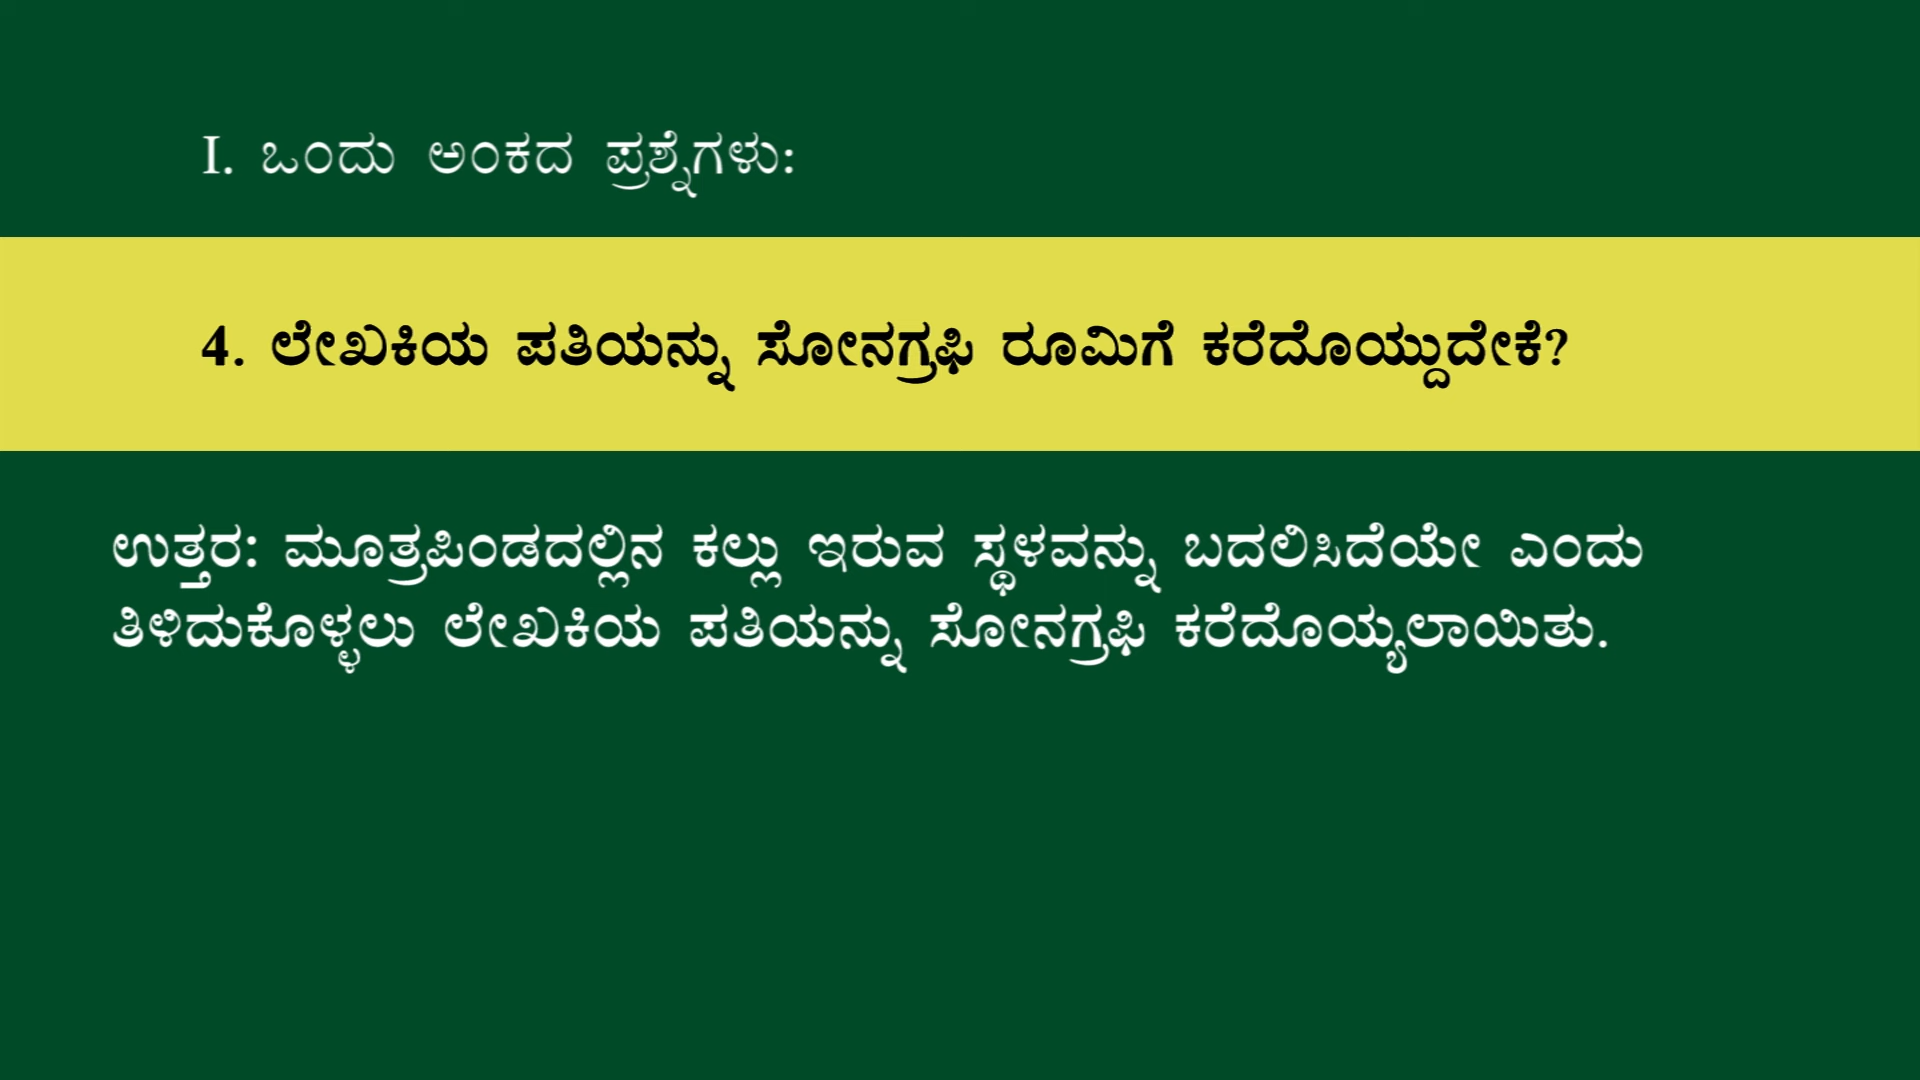 I. ಒಂದು ಅಂಕದ ಪ್ರಶ್ನೆಗಳು:
4. ಲೇಖಕಿಯ ಪತಿಯನ್ನು ಸೋನಗ್ರಫಿ ರೂಮಿಗೆ ಕರೆದೊಯ್ದುದೇಕೆ?
ಉತ್ತರ: ಮೂತ್ರಪಿಂಡದಲ್ಲಿನ ಕಲ್ಲು ಇರುವ ಸ್ಥಳವನ್ನು ಬದಲಿಸಿದೆಯೇ ಎಂದು
ತಿಳಿದುಕೊಳ್ಳಲು ಲೇಖಕಿಯ ಪತಿಯನ್ನು ಸೋನಗ್ರಫಿ ಕರೆದೊಯ್ಯಲಾಯಿತು.